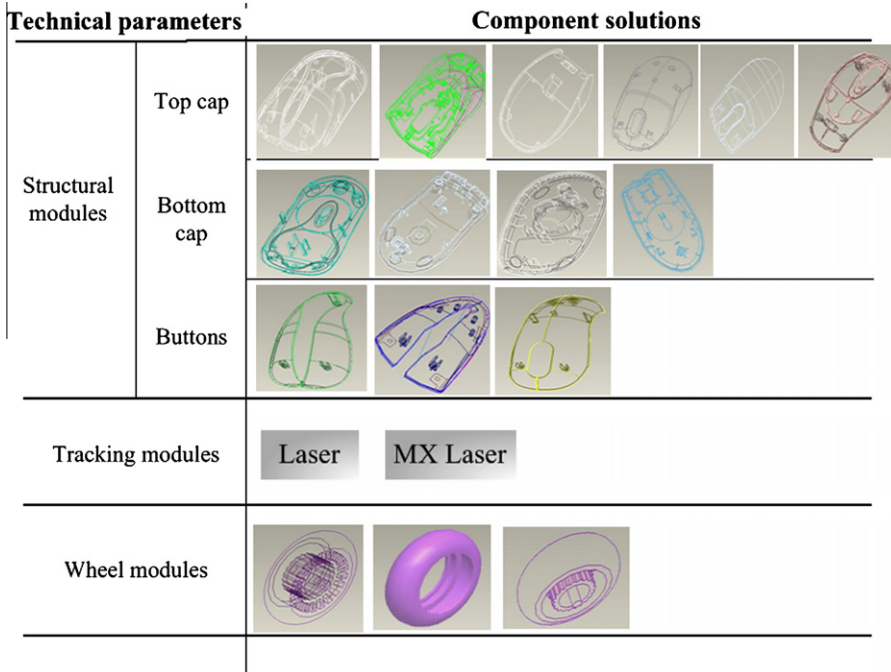 Technical parameters
Component solutions
Structural
modules
Top cap
Bottom
cap
Buttons
Tracking modules
Laser
MX Laser
Wheel modules